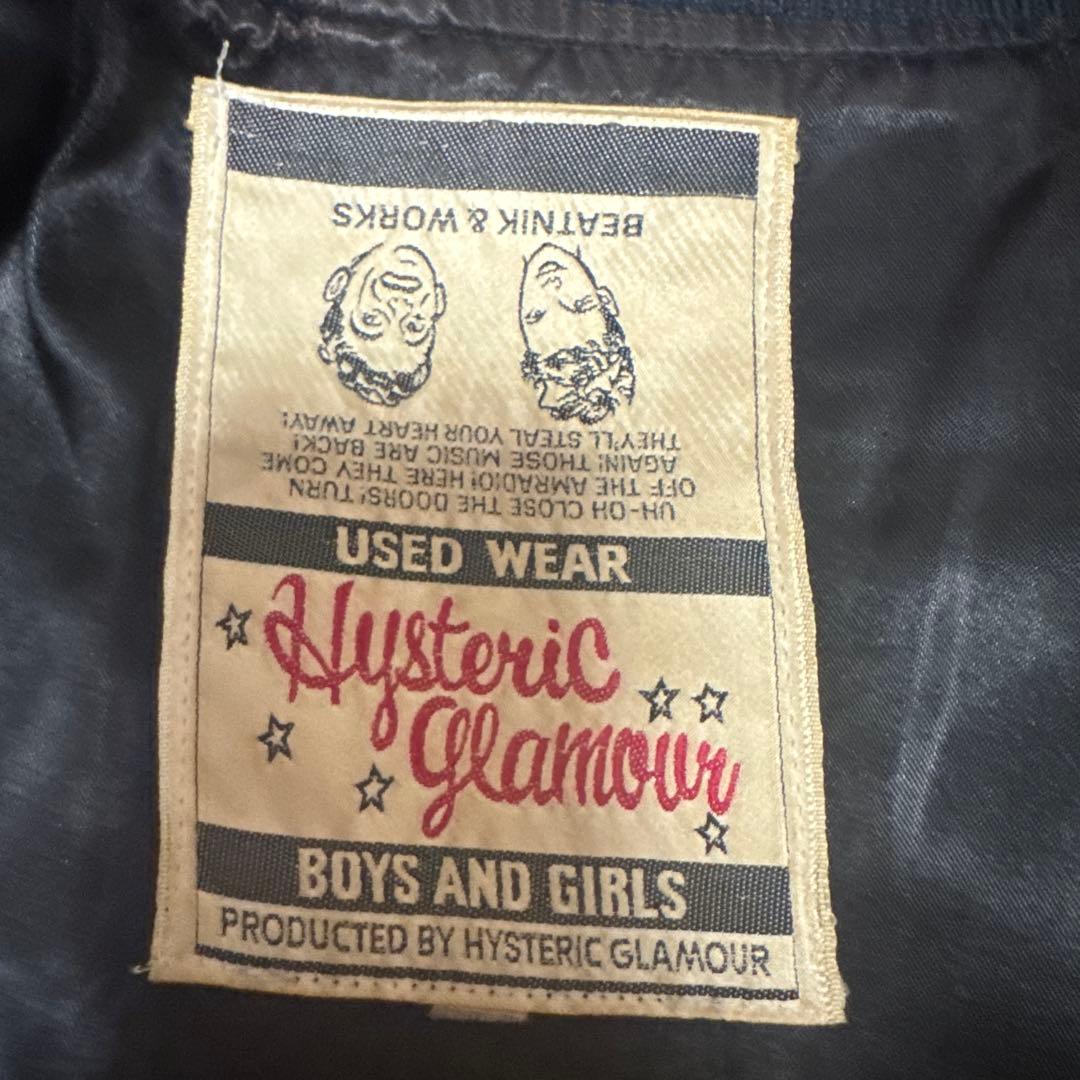 BEATNIK & WORKS
UH-OH CLOSE THE DOORS! TURN
OFF THE AMRADIO! HERE THEY COME
AGAIN! THOSE MUSIC ARE BACK!
THEY'LL STEAL YOUR HEART AWAY!
USED WEAR
Hysteric
Glamour
BOYS AND GIRLS
PRODUCTED BY HYSTERIC GLAMOUR